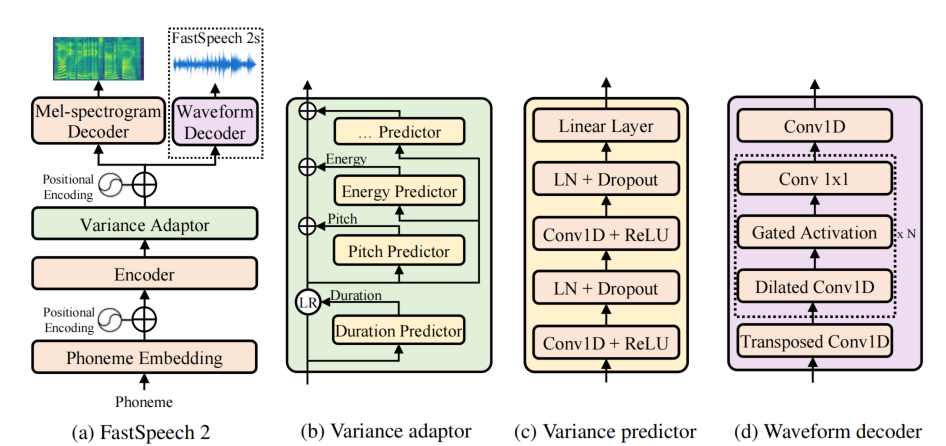 FastSpeech 2s
Mel-spectrogram
Decoder
Waveform
Decoder
Positional
Encoding
Variance Adaptor
Encoder
Positional
Encoding
Phoneme Embedding
Phoneme
(a) FastSpeech 2
... Predictor
Energy
Energy Predictor
Pitch
Pitch Predictor
LR
Duration
Duration Predictor
(b) Variance adaptor
Linear Layer
LN + Dropout
Conv1D + ReLU
LN + Dropout
Conv1D + ReLU
(c) Variance predictor
Conv1D
Conv 1x1
Gated Activation
x N
Dilated Conv1D
Transposed Conv1D
(d) Waveform decoder